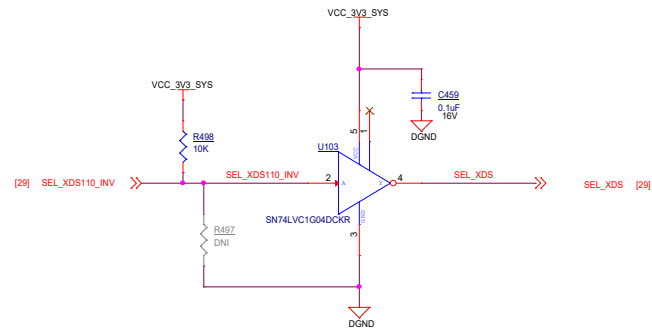 VCC_3V3_SYS
VCC_3V3_SYS
C459
0.1uF
16V
DGND
R498
10K
5
1
VCC
U103
[29] SEL_XDS110_INV
SEL_XDS110_INV
2
A
Y
4
SEL_XDS
SEL_XDS [29]
GND
SN74LVC1G04DCKR
3
R497
DNI
DGND